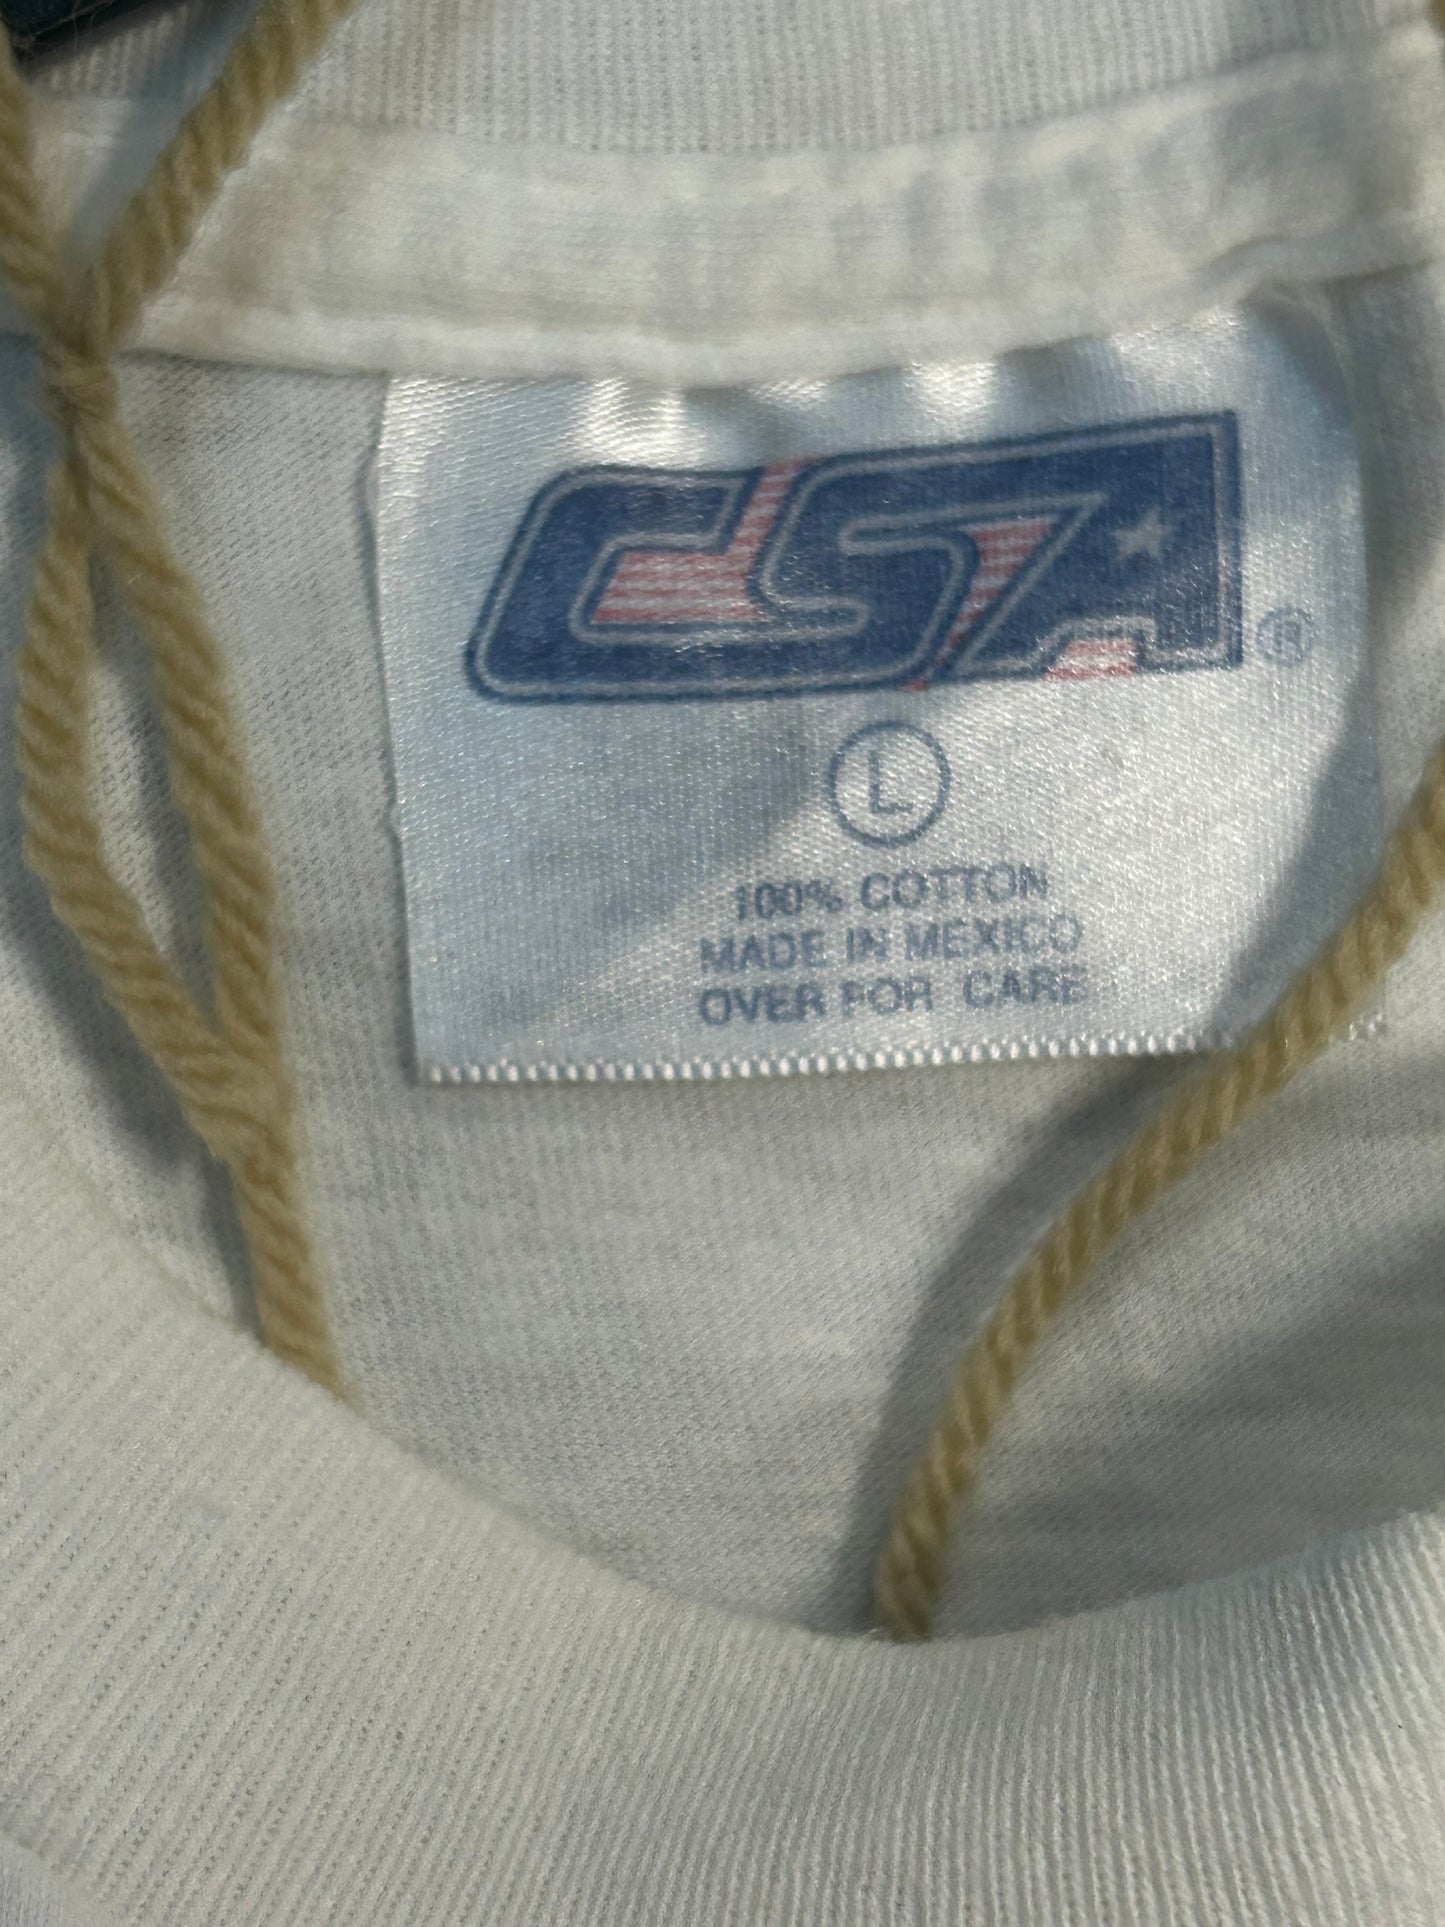 CSA ®
L
100% COTTON
MADE IN MEXICO
OVER FOR CARE